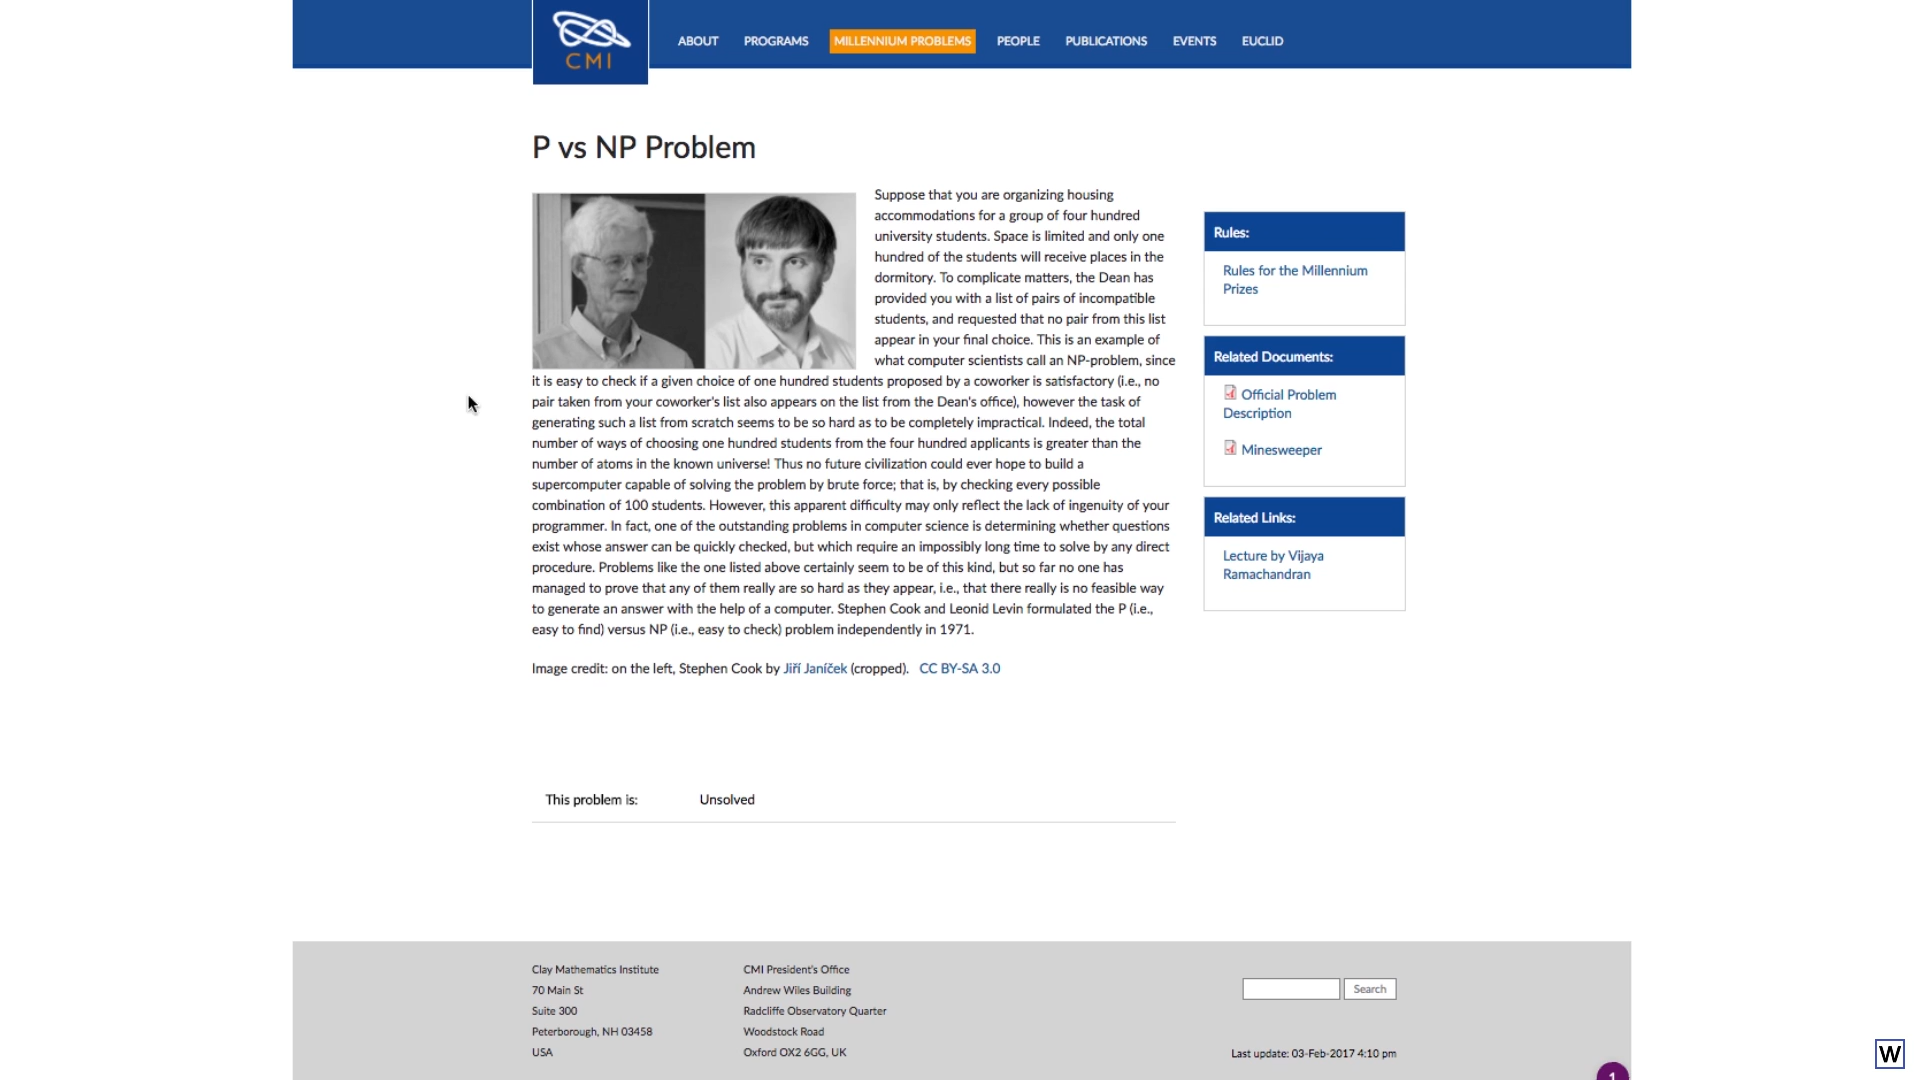 CMI
ABOUT PROGRAMS MILLENNIUM PROBLEMS PEOPLE PUBLICATIONS EVENTS EUCLID
P vs NP Problem
Suppose that you are organizing housing
accommodations for a group of four hundred
university students. Space is limited and only one
hundred of the students will receive places in the
dormitory. To complicate matters, the Dean has
provided you with a list of pairs of incompatible
students, and requested that no pair from this list
appear in your final choice. This is an example of
what computer scientists call an NP-problem, since
it is easy to check if a given choice of one hundred students proposed by a coworker is satisfactory (i.e., no
pair taken from your coworker's list also appears on the list from the Dean's office), however the task of
generating such a list from scratch seems to be so hard as to be completely impractical. Indeed, the total
number of ways of choosing one hundred students from the four hundred applicants is greater than the
number of atoms in the known universe! Thus no future civilization could ever hope to build a
supercomputer capable of solving the problem by brute force; that is, by checking every possible
combination of 100 students. However, this apparent difficulty may only reflect the lack of ingenuity of your
programmer. In fact, one of the outstanding problems in computer science is determining whether questions
exist whose answer can be quickly checked, but which require an impossibly long time to solve by any direct
procedure. Problems like the one listed above certainly seem to be of this kind, but so far no one has
managed to prove that any of them really are so hard as they appear, i.e., that there really is no feasible way
to generate an answer with the help of a computer. Stephen Cook and Leonid Levin formulated the P (i.e.,
easy to find) versus NP (i.e., easy to check) problem independently in 1971.
Image credit: on the left, Stephen Cook by Jiří Janíček (cropped). CC BY-SA 3.0
This problem is: Unsolved
Rules:
Rules for the Millennium
Prizes
Related Documents:
Official Problem
Description
Minesweeper
Related Links:
Lecture by Vijaya
Ramachandran
Clay Mathematics Institute
70 Main St
Suite 300
Peterborough, NH 03458
USA
CMI President's Office
Andrew Wiles Building
Radcliffe Observatory Quarter
Woodstock Road
Oxford OX2 6GG, UK
Search
Last update: 03-Feb-2017 4:10 pm
1
W